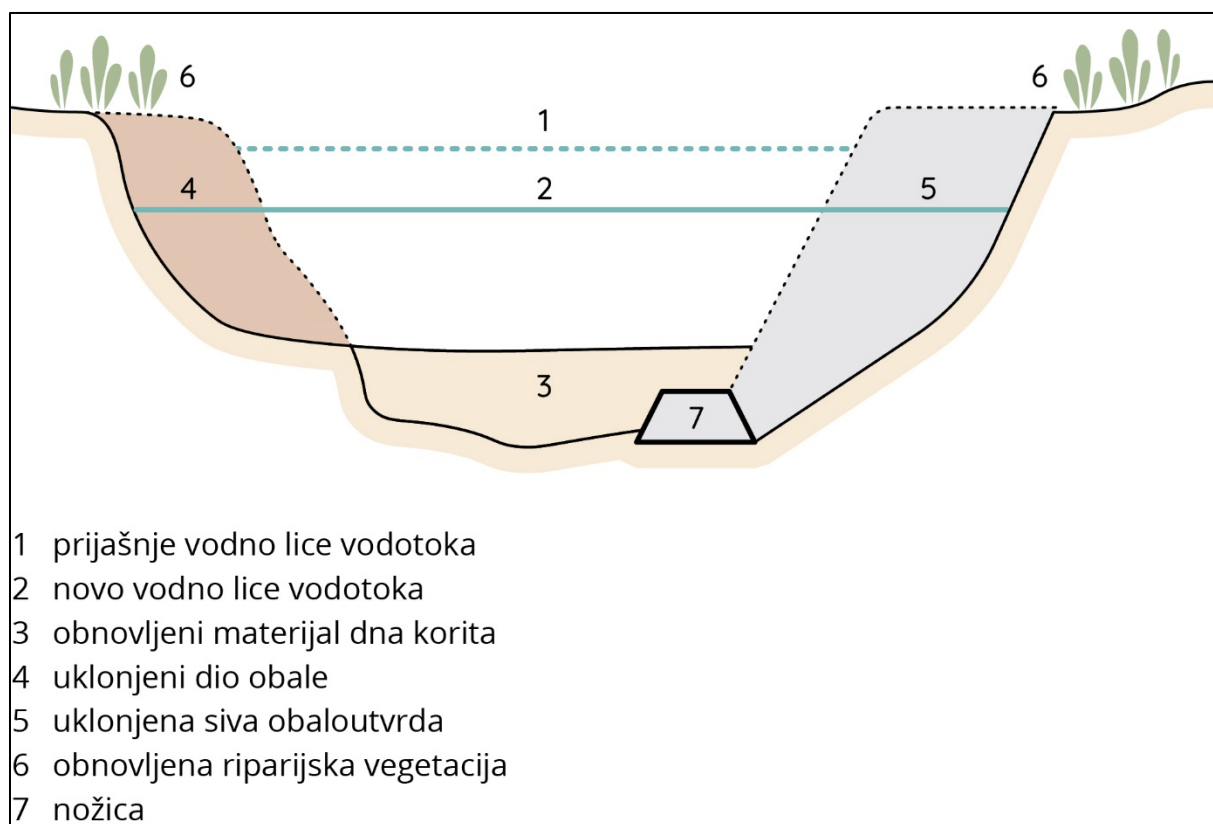 6
6
1
4
2
5
3
7
1 prijašnje vodno lice vodotoka
2 novo vodno lice vodotoka
3 obnovljeni materijal dna korita
4 uklonjeni dio obale
5 uklonjena siva obaloutvrda
6 obnovljena riparijska vegetacija
7 nožica